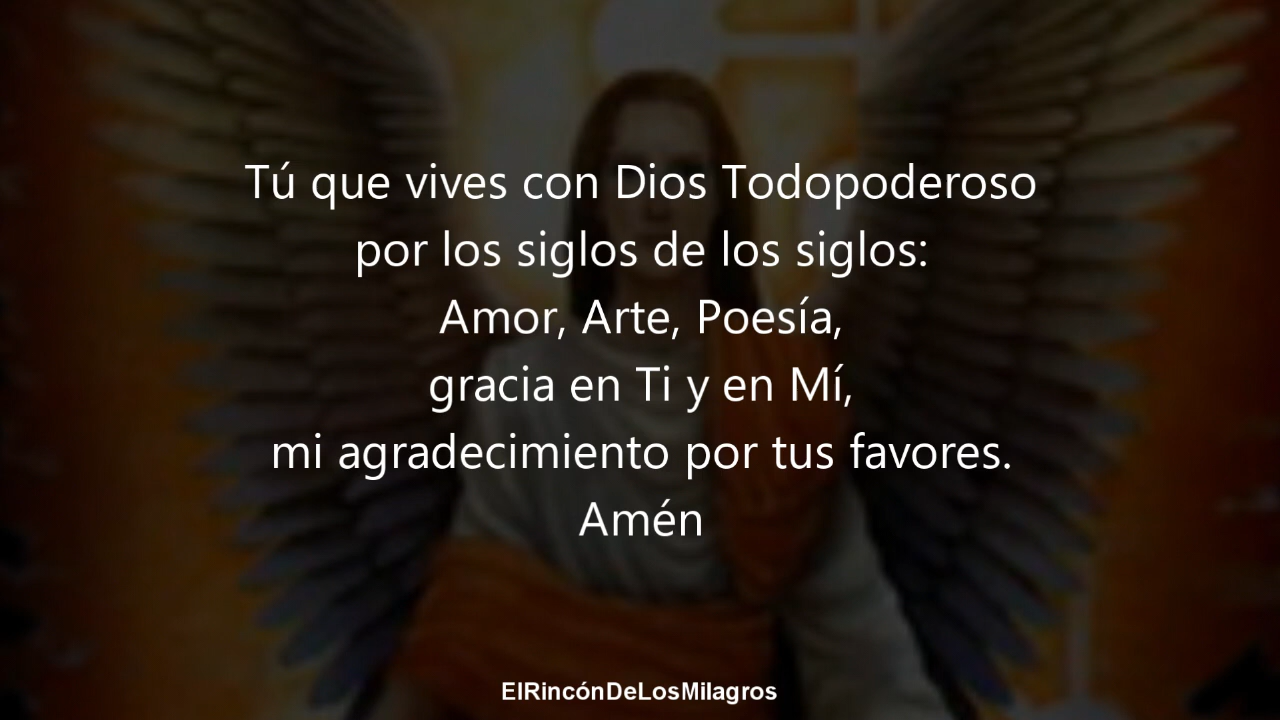 Tú que vives con Dios Todopoderoso
por los siglos de los siglos:
Amor, Arte, Poesía,
gracia en Ti y en Mí,
mi agradecimiento por tus favores.
Amén
ElRincónDeLosMilagros